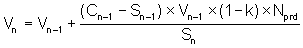 Vₙ = Vₙ₋₁ + (Cₙ₋₁ − Sₙ₋₁) × Vₙ₋₁ × (1 − k) × Nₚᵣd / Sₙ